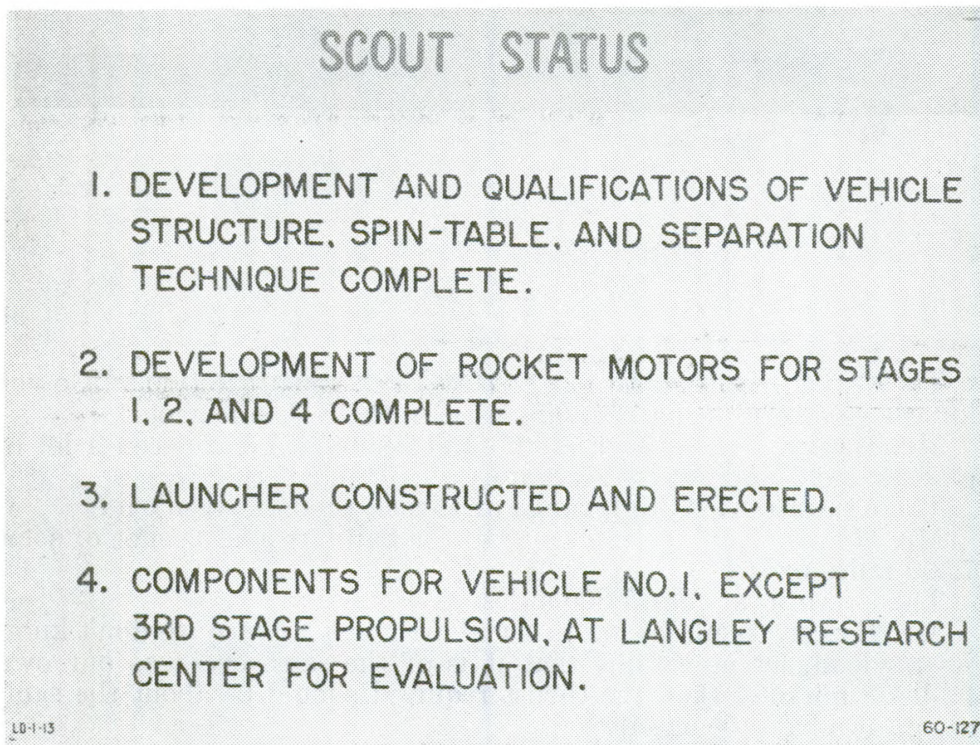 SCOUT STATUS
1. DEVELOPMENT AND QUALIFICATIONS OF VEHICLE
STRUCTURE, SPIN-TABLE, AND SEPARATION
TECHNIQUE COMPLETE.
2. DEVELOPMENT OF ROCKET MOTORS FOR STAGES
1, 2, AND 4 COMPLETE.
3. LAUNCHER CONSTRUCTED AND ERECTED.
4. COMPONENTS FOR VEHICLE NO.1, EXCEPT
3RD STAGE PROPULSION, AT LANGLEY RESEARCH
CENTER FOR EVALUATION.
LD-1-13
60-127